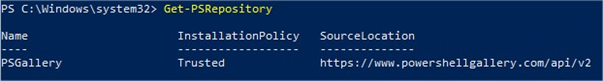 PS C:\Windows\system32> Get-PSRepository
Name InstallationPolicy SourceLocation
---- ------------------ --------------
PSGallery Trusted https://www.powershellgallery.com/api/v2